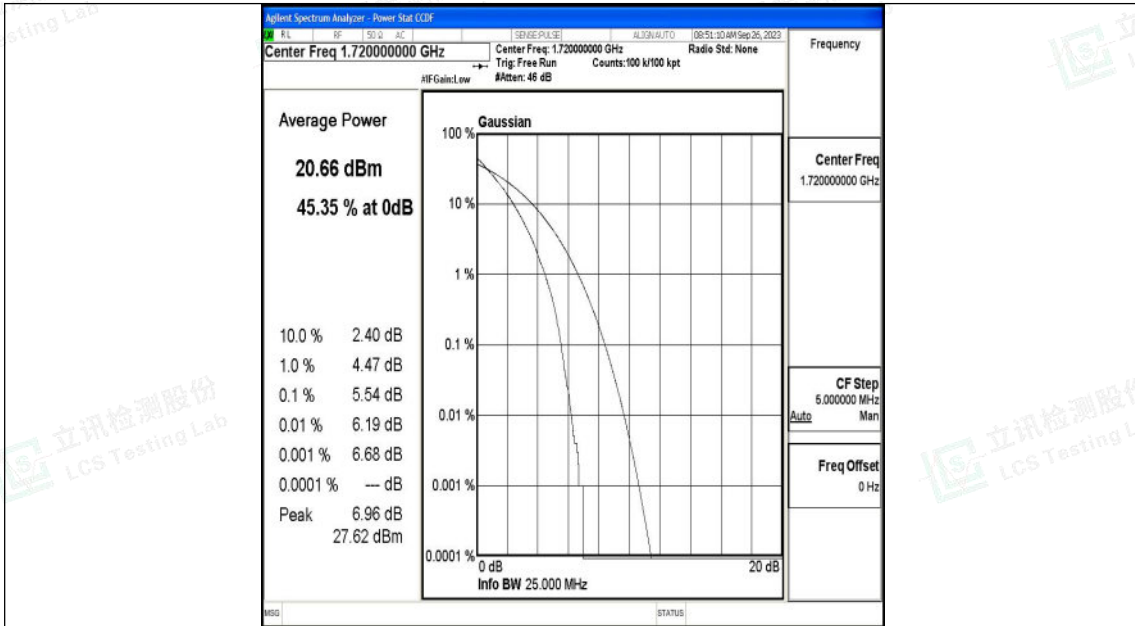 Agilent Spectrum Analyzer - Power Stat CCDF
RL RF 50 Ω AC SENSE:PULSE ALIGNAUTO 08:51:10 AM Sep 26, 2023
Center Freq 1.720000000 GHz
Center Freq: 1.720000000 GHz
Radio Std: None
Trig: Free Run
Counts:100 k/100 kpt
#IFGain:Low
#Atten: 46 dB
Average Power
20.66 dBm
45.35 % at 0dB
10.0 % 2.40 dB
1.0 % 4.47 dB
0.1 % 5.54 dB
0.01 % 6.19 dB
0.001 % 6.68 dB
0.0001 % --- dB
Peak 6.96 dB
27.62 dBm
Gaussian
100 %
10 %
1 %
0.1 %
0.01 %
0.001 %
0.0001 %
0 dB
20 dB
Info BW 25.000 MHz
Frequency
Center Freq
1.720000000 GHz
CF Step
5.000000 MHz
Auto Man
Freq Offset
0 Hz
MSG
STATUS
立讯检测股份
LCS Testing Lab
立讯检测股份
LCS Testing L
sting Lab
立